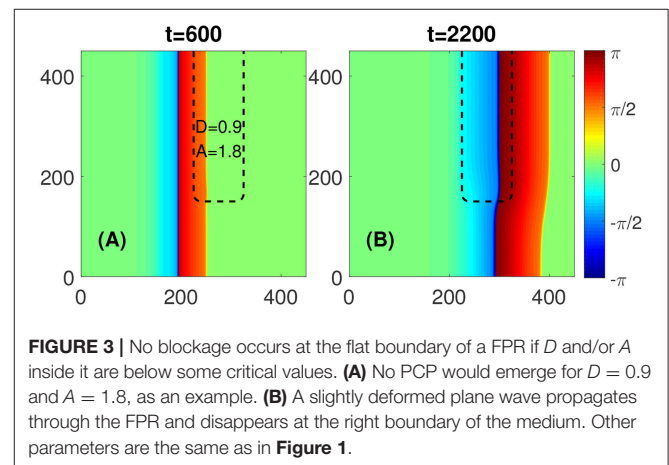 t=600
t=2200
400
200
0
D=0.9
A=1.8
(A)
0
200
400
400
200
0
(B)
0
200
400
π
π/2
0
-π/2
-π
FIGURE 3 | No blockage occurs at the flat boundary of a FPR if D and/or A
inside it are below some critical values. (A) No PCP would emerge for D = 0.9
and A = 1.8, as an example. (B) A slightly deformed plane wave propagates
through the FPR and disappears at the right boundary of the medium. Other
parameters are the same as in Figure 1.